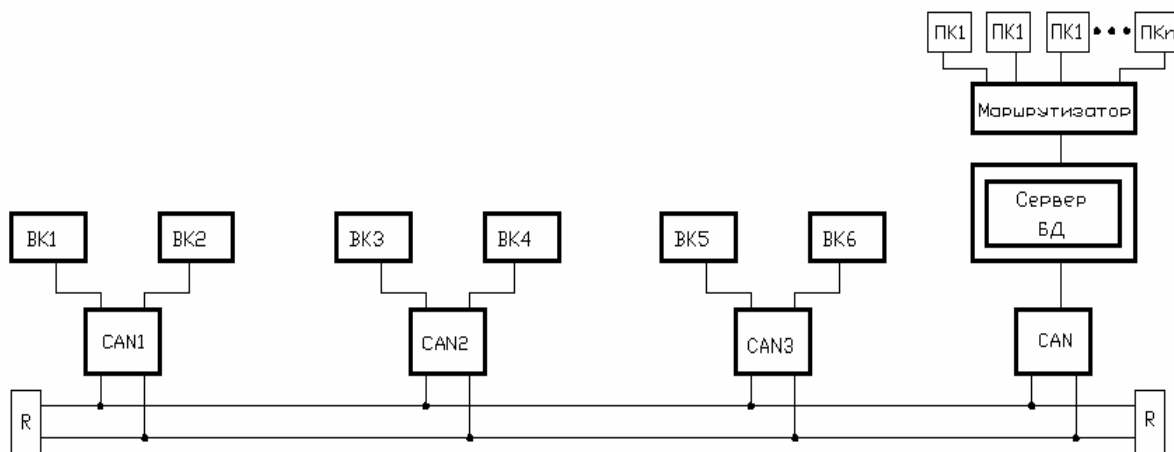 ПК1 ПК1 ПК1 ПКn
Маршрутизатор
Сервер
БД
ВК1 ВК2 ВК3 ВК4 ВК5 ВК6
CAN1 CAN2 CAN3 CAN
R R